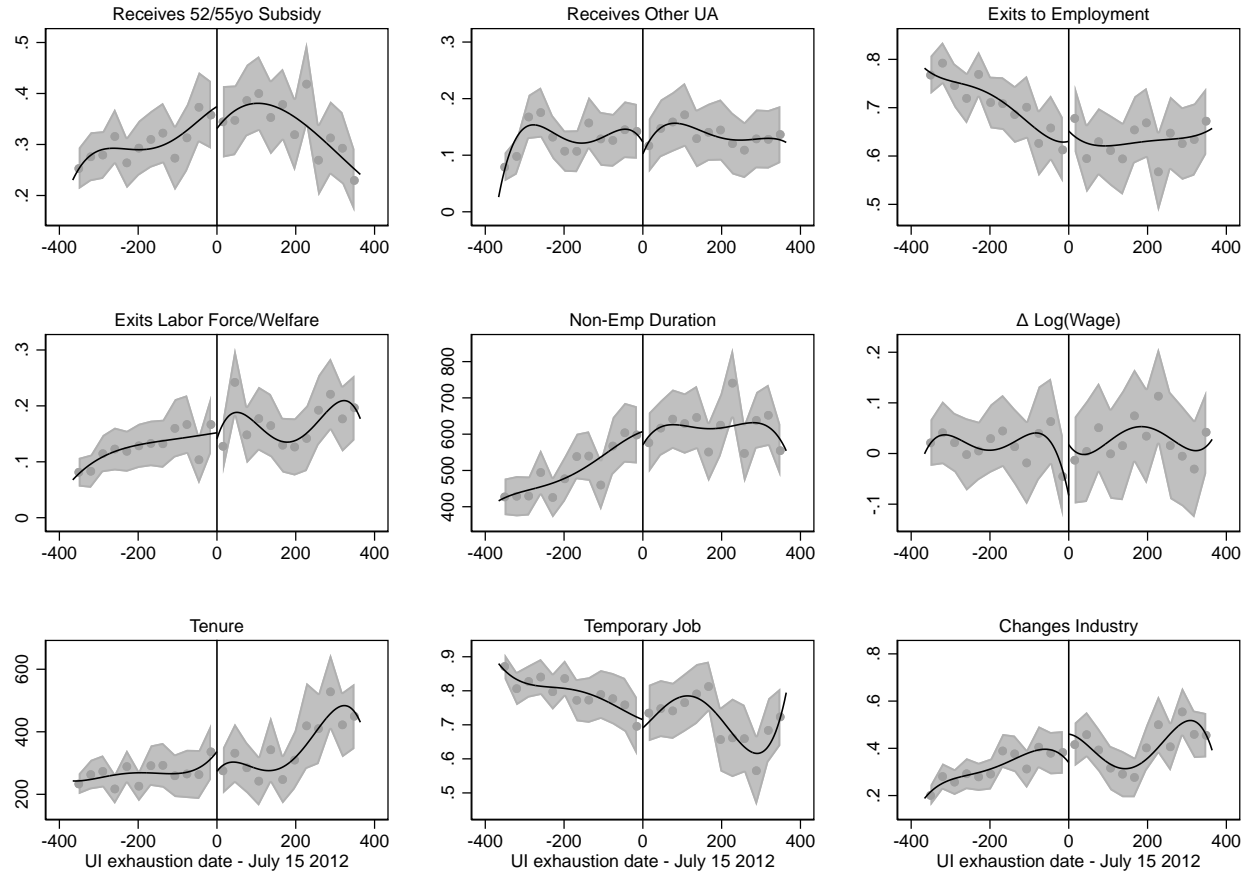 Receives 52/55yo Subsidy
.5
.4
.3
.2
-400 -200 0 200 400
Receives Other UA
.3
.2
.1
0
-400 -200 0 200 400
Exits to Employment
.8
.7
.6
.5
-400 -200 0 200 400
Exits Labor Force/Welfare
.3
.2
.1
0
-400 -200 0 200 400
Non-Emp Duration
800
700
600
500
400
-400 -200 0 200 400
Δ Log(Wage)
.2
.1
0
-.1
-400 -200 0 200 400
Tenure
600
400
200
-400 -200 0 200 400
UI exhaustion date - July 15 2012
Temporary Job
.9
.8
.7
.6
.5
-400 -200 0 200 400
UI exhaustion date - July 15 2012
Changes Industry
.8
.6
.4
.2
-400 -200 0 200 400
UI exhaustion date - July 15 2012